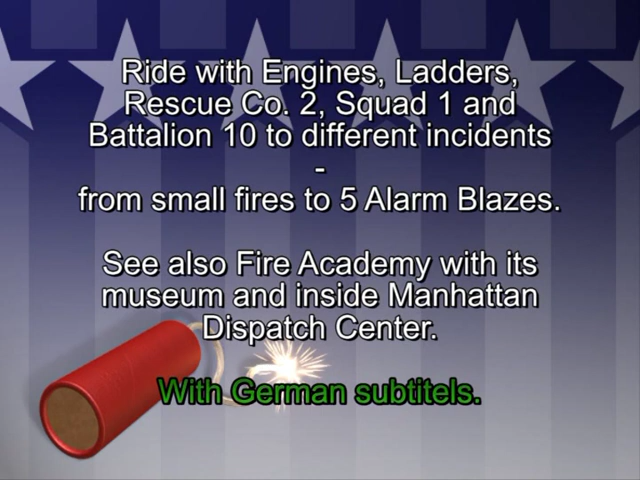 Ride with Engines, Ladders,
Rescue Co. 2, Squad 1 and
Battalion 10 to different incidents
-
from small fires to 5 Alarm Blazes.
See also Fire Academy with its
museum and inside Manhattan
Dispatch Center.
With German subtitels.